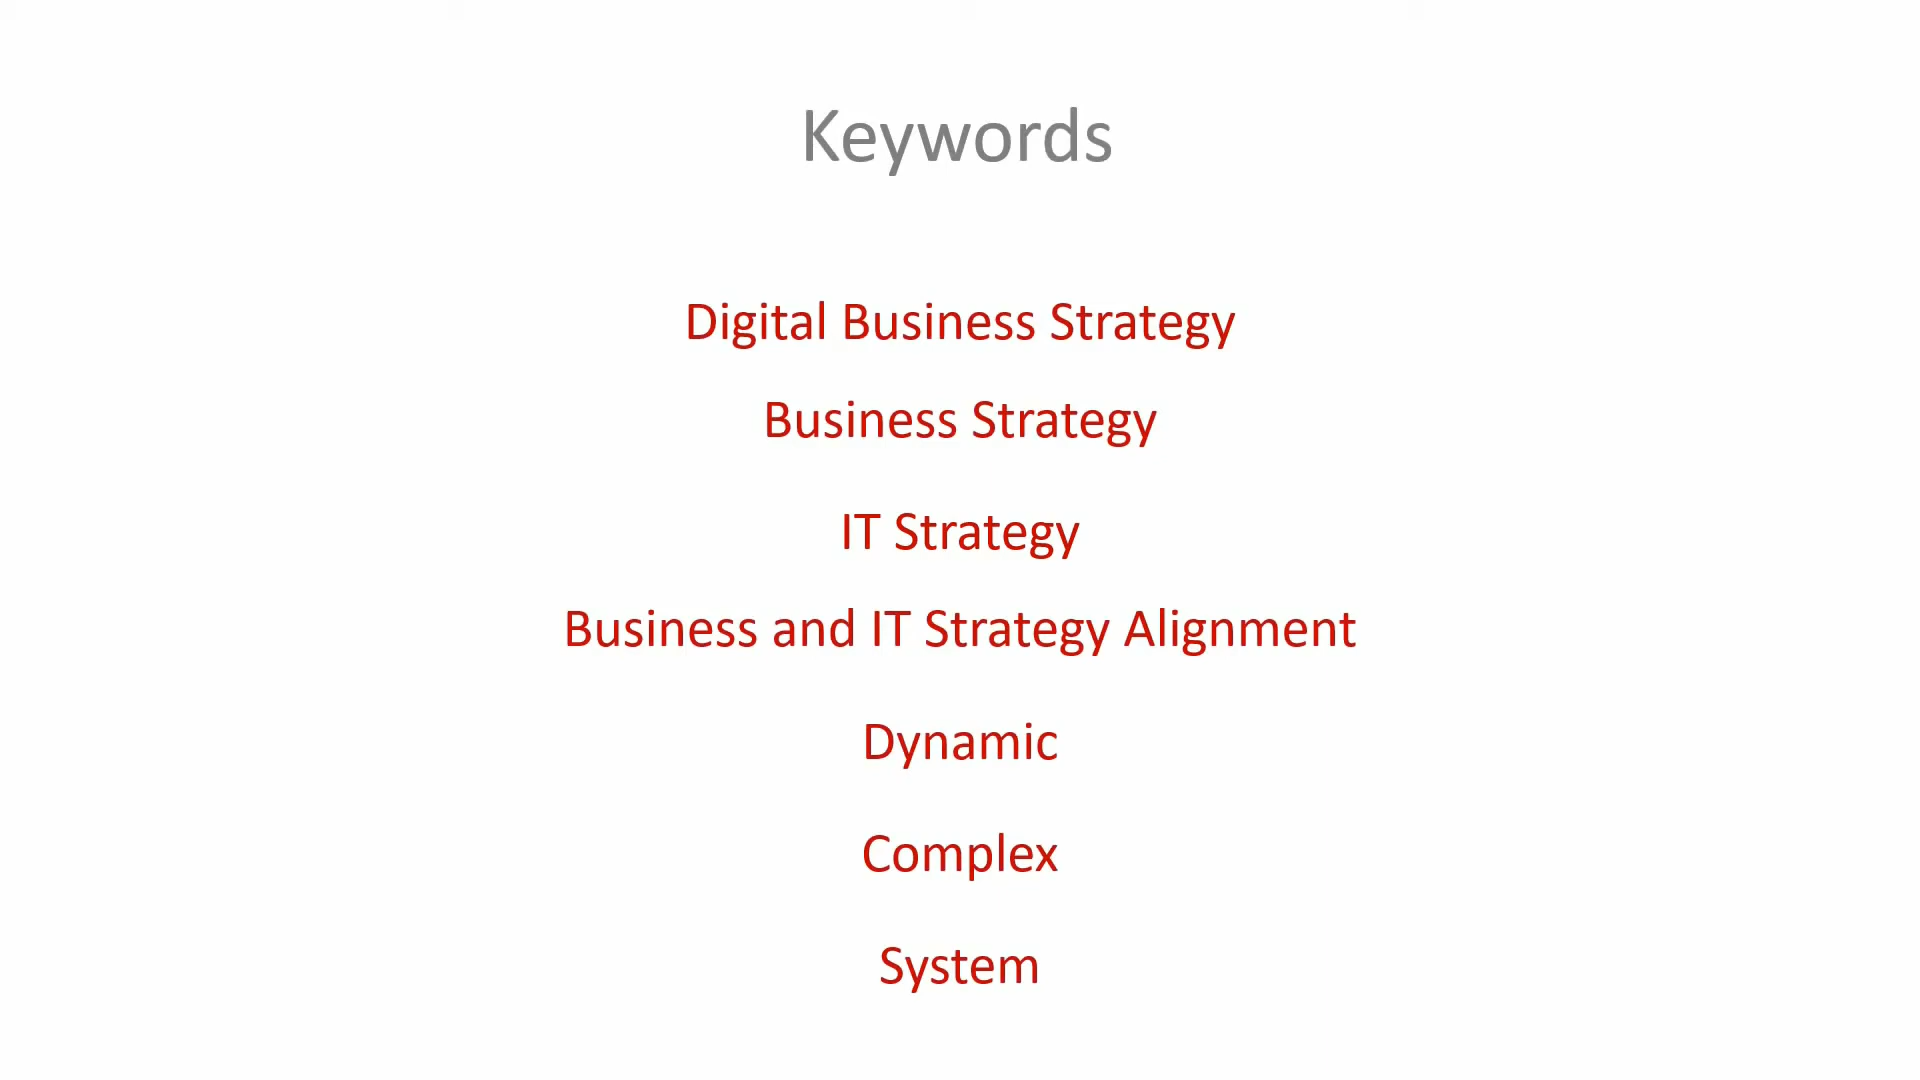 Keywords
Digital Business Strategy
Business Strategy
IT Strategy
Business and IT Strategy Alignment
Dynamic
Complex
System